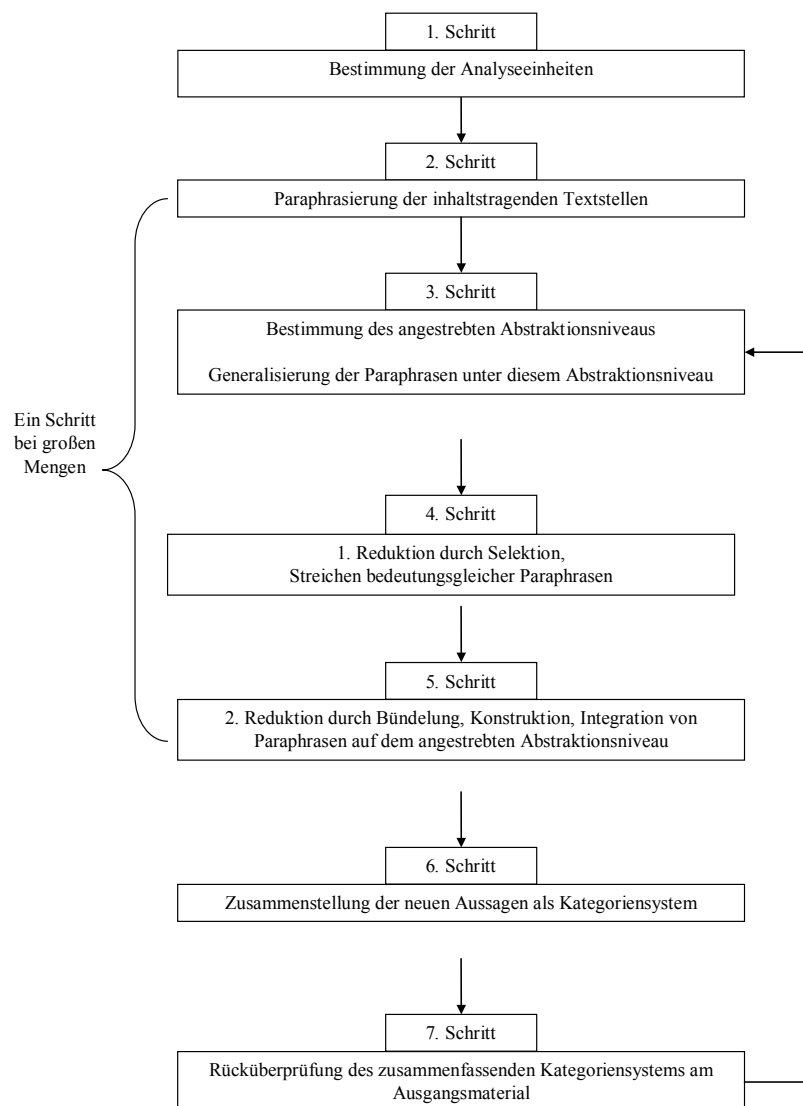 1. Schritt
Bestimmung der Analyseeinheiten
2. Schritt
Paraphrasierung der inhaltstragenden Textstellen
3. Schritt
Bestimmung des angestrebten Abstraktionsniveaus
Generalisierung der Paraphrasen unter diesem Abstraktionsniveau
Ein Schritt
bei großen
Mengen
4. Schritt
1. Reduktion durch Selektion,
Streichen bedeutungsgleicher Paraphrasen
5. Schritt
2. Reduktion durch Bündelung, Konstruktion, Integration von
Paraphrasen auf dem angestrebten Abstraktionsniveau
6. Schritt
Zusammenstellung der neuen Aussagen als Kategoriensystem
7. Schritt
Rücküberprüfung des zusammenfassenden Kategoriensystems am
Ausgangsmaterial